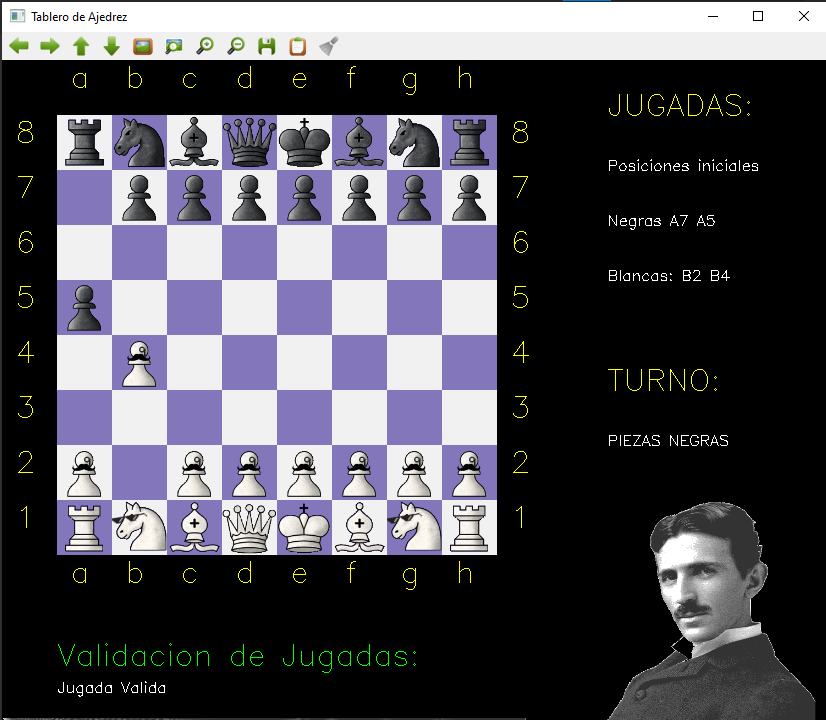 Tablero de Ajedrez
a b c d e f g h
JUGADAS:
8 8
Posiciones iniciales
7 7
Negras A7 A5
6 6
Blancas: B2 B4
5 5
4 4
TURNO:
3 3
PIEZAS NEGRAS
2 2
1 1
a b c d e f g h
Validacion de Jugadas:
Jugada Valida